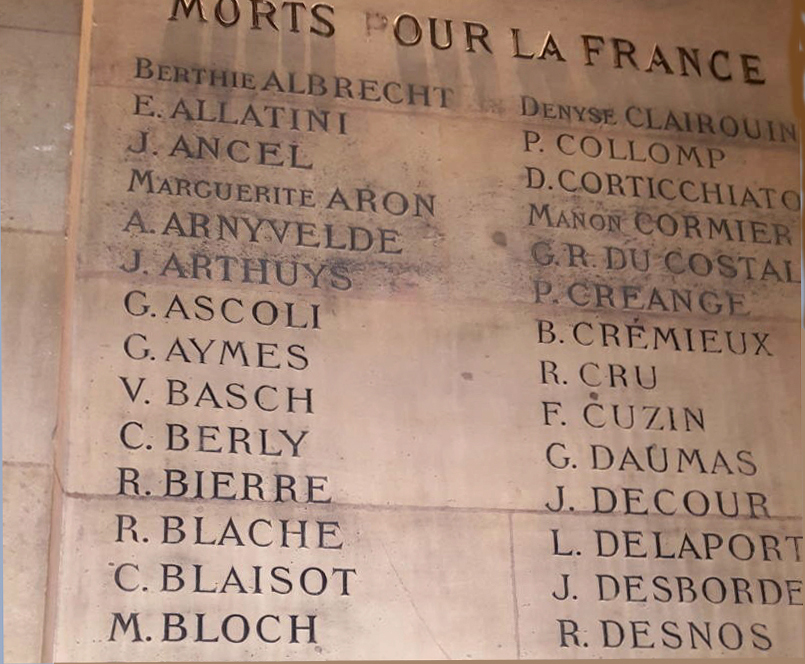 MORTS POUR LA FRANCE
BERTHIE ALBRECHT
E. ALLATINI
J. ANCEL
MARGUERITE ARON
A. ARNYVELDE
J. ARTHUYS
G. ASCOLI
G. AYMES
V. BASCH
C. BERLY
R. BIERRE
R. BLACHE
C. BLAISOT
M. BLOCH
DENYSE CLAIROUIN
P. COLLOMP
D. CORTICCHIATO
MANON CORMIER
G.R. DU COSTAL
P. CREANGE
B. CRÉMIEUX
R. CRU
F. CUZIN
G. DAUMAS
J. DECOUR
L. DELAPORT
J. DESBORDE
R. DESNOS